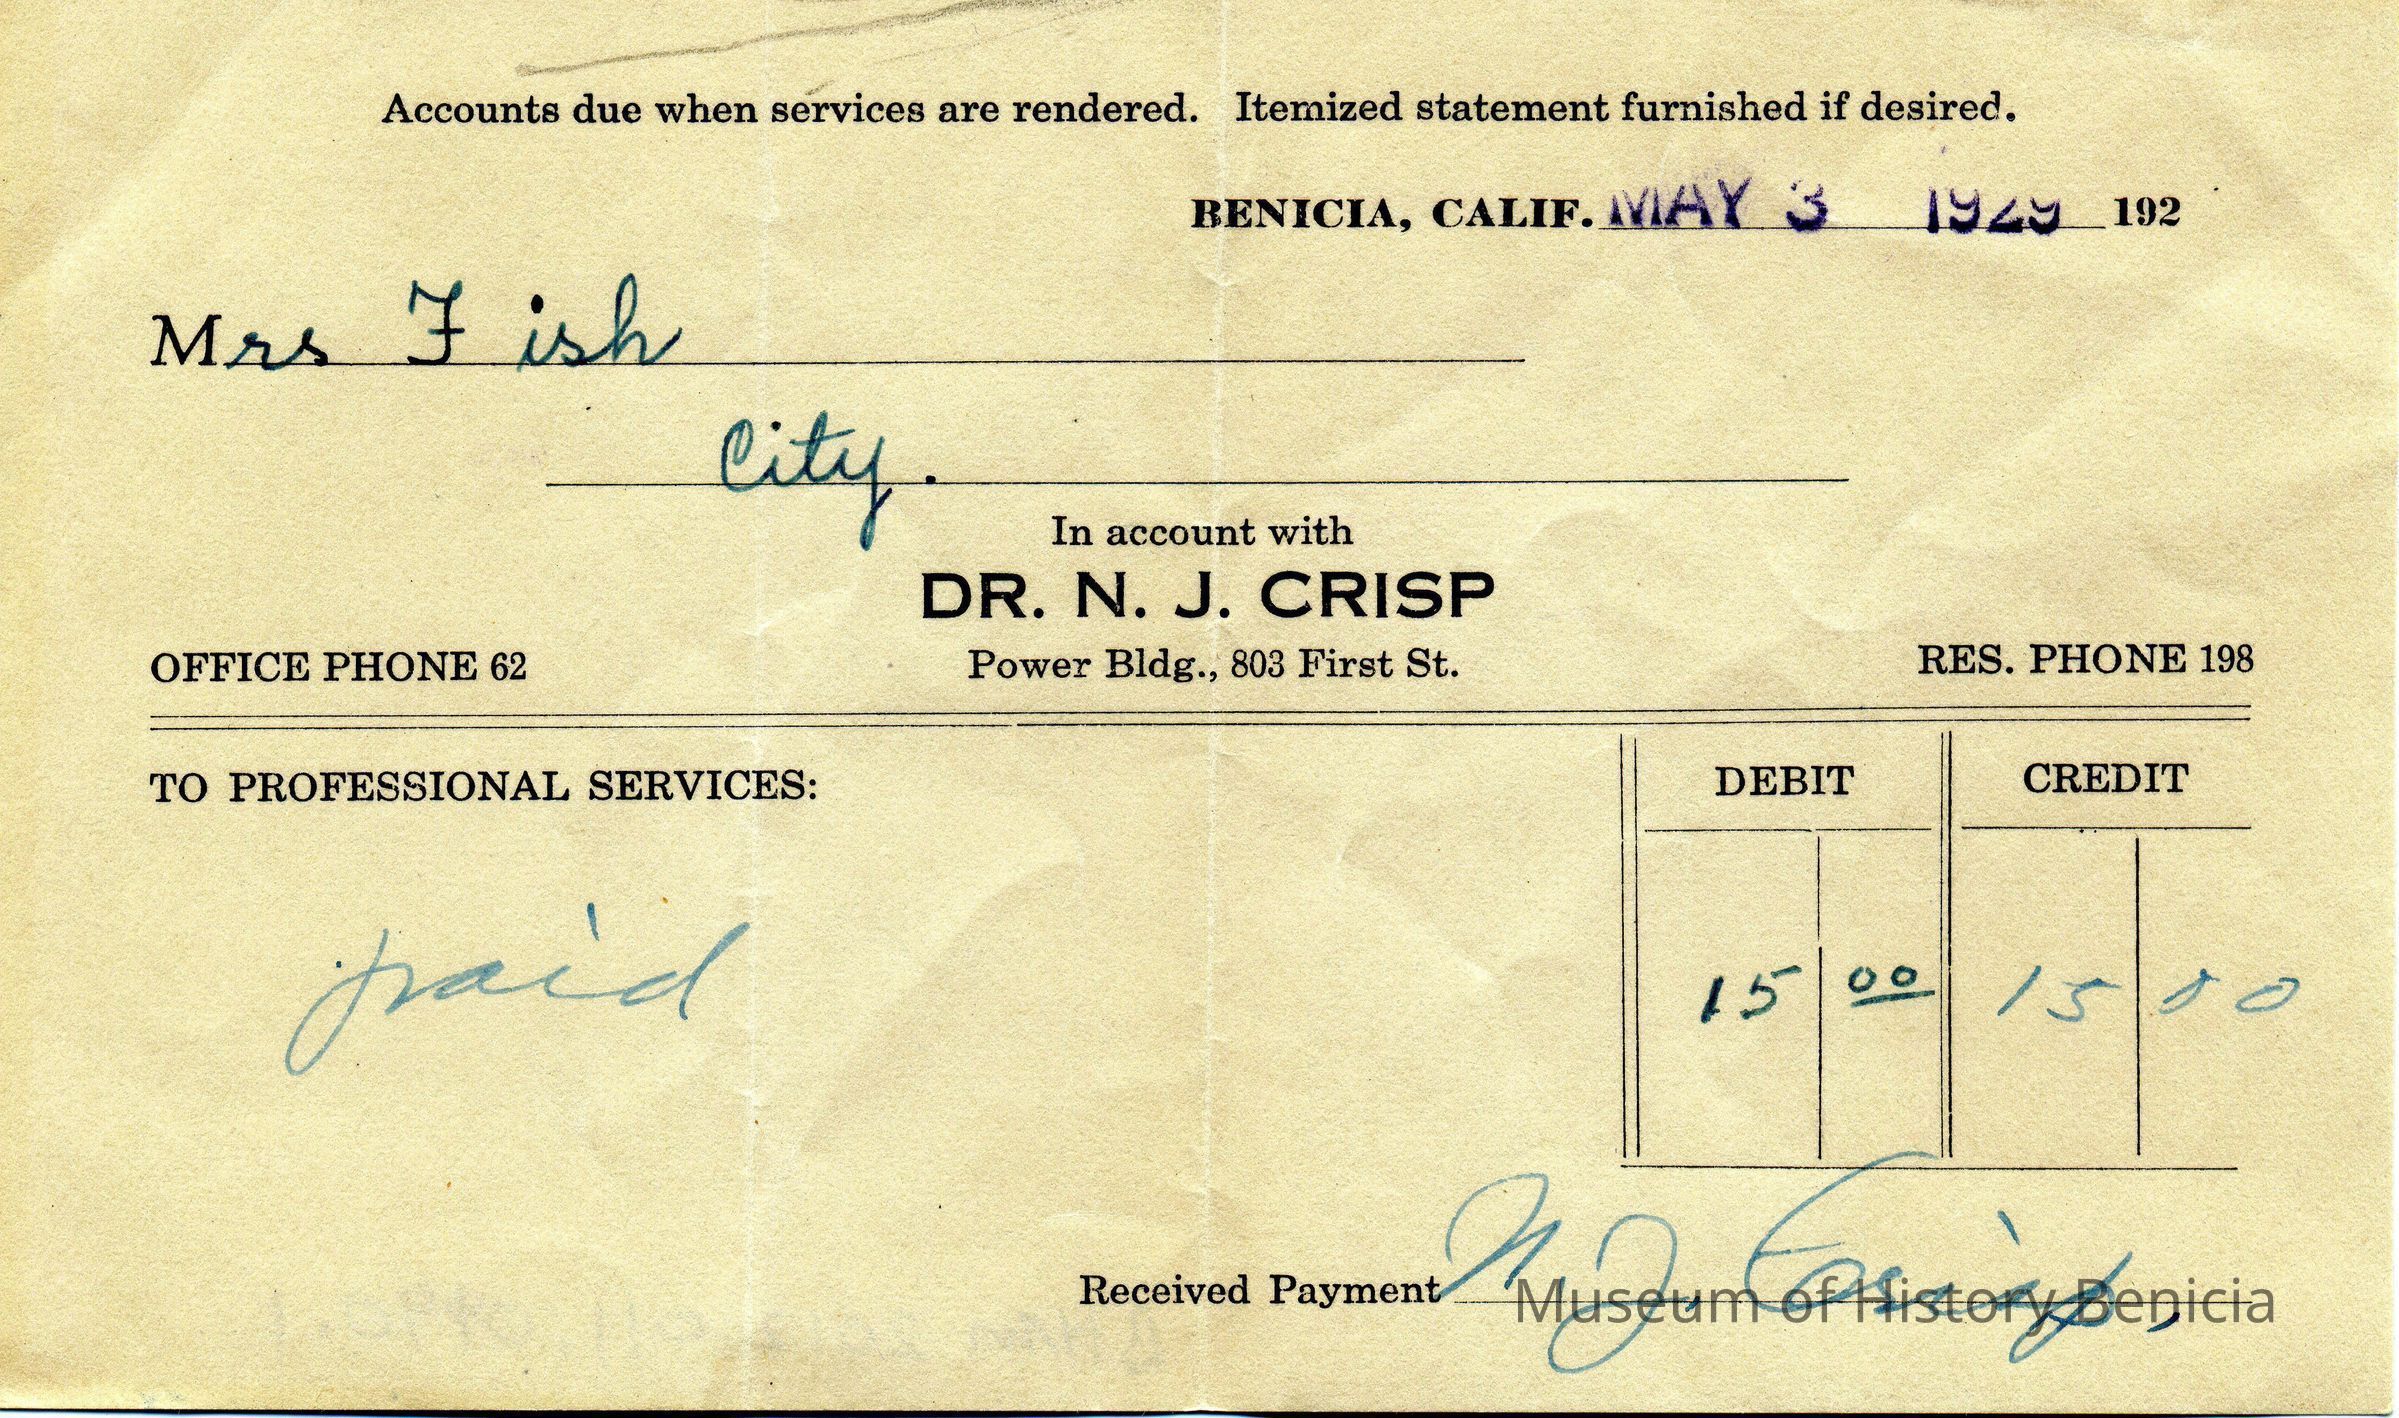 Accounts due when services are rendered. Itemized statement furnished if desired.
BENICIA, CALIF. MAY 3 1929 192
Mrs Fish
City.
In account with
DR. N. J. CRISP
OFFICE PHONE 62 Power Bldg., 803 First St. RES. PHONE 198
TO PROFESSIONAL SERVICES: DEBIT CREDIT
paid 15 00 15 00
Received Payment N. J. Crisp,
Museum of History Benicia